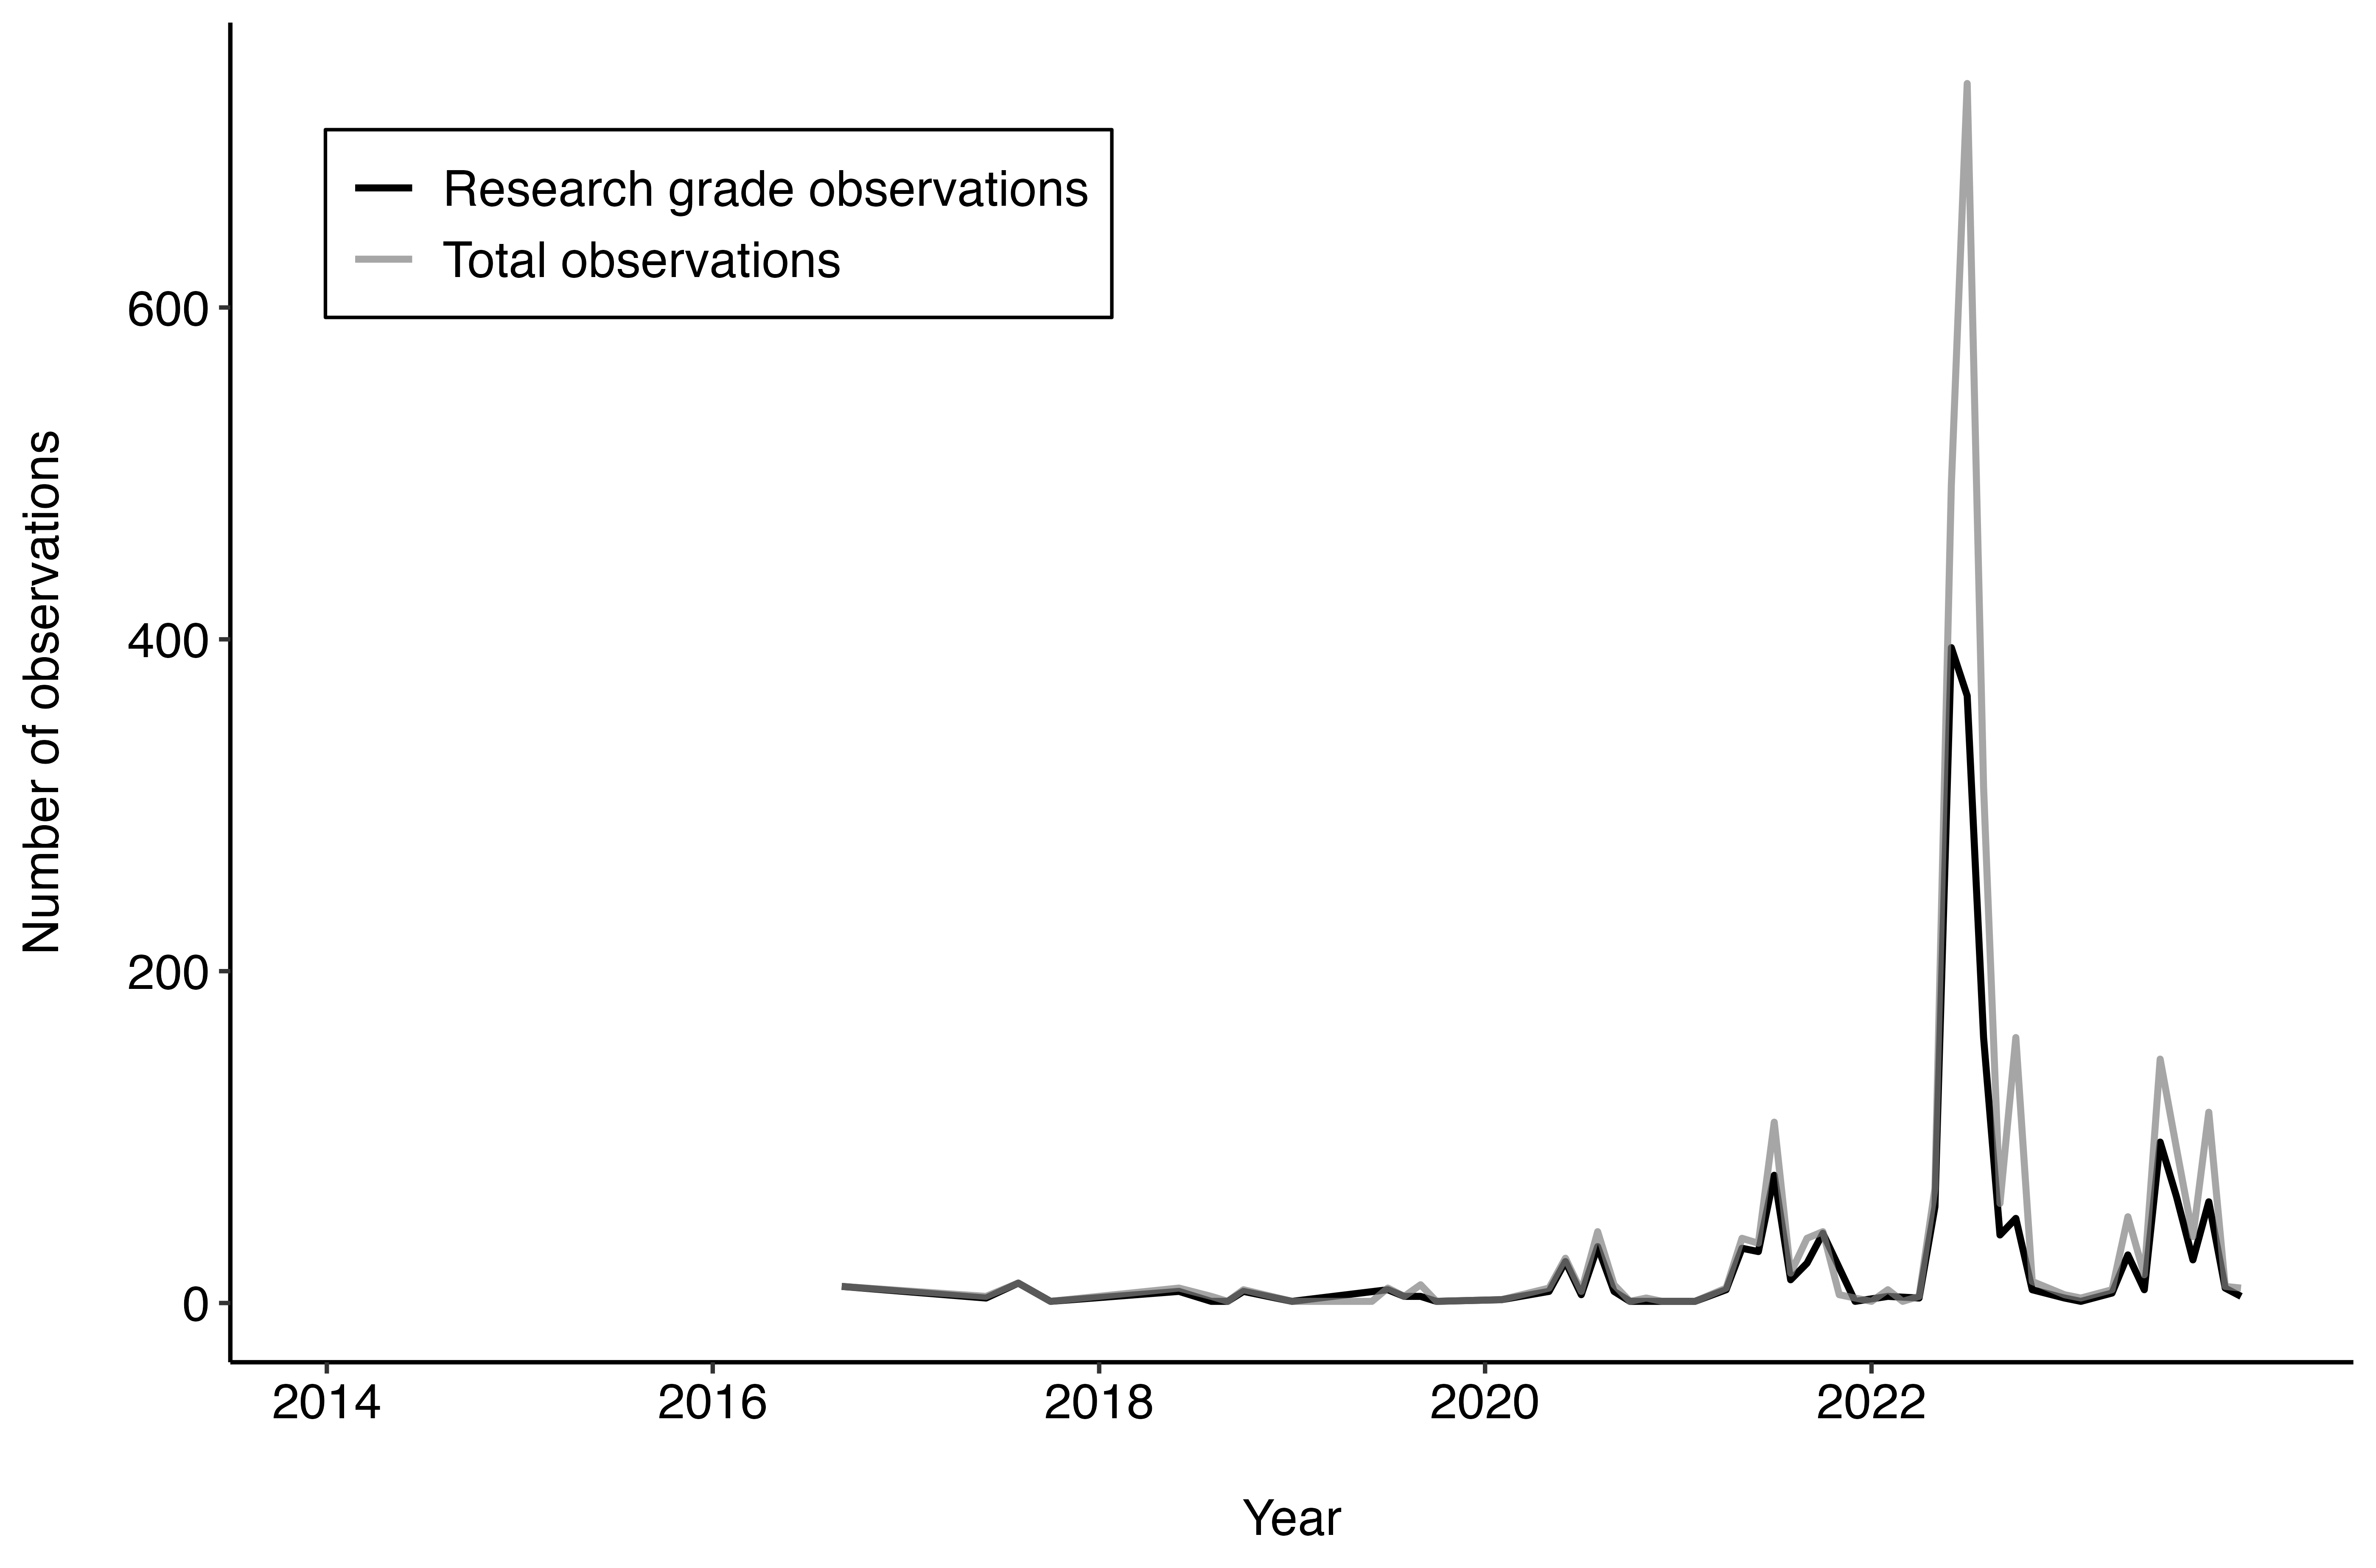 Research grade observations
Total observations
600
400
200
0
Number of observations
2014
2016
2018
2020
2022
Year